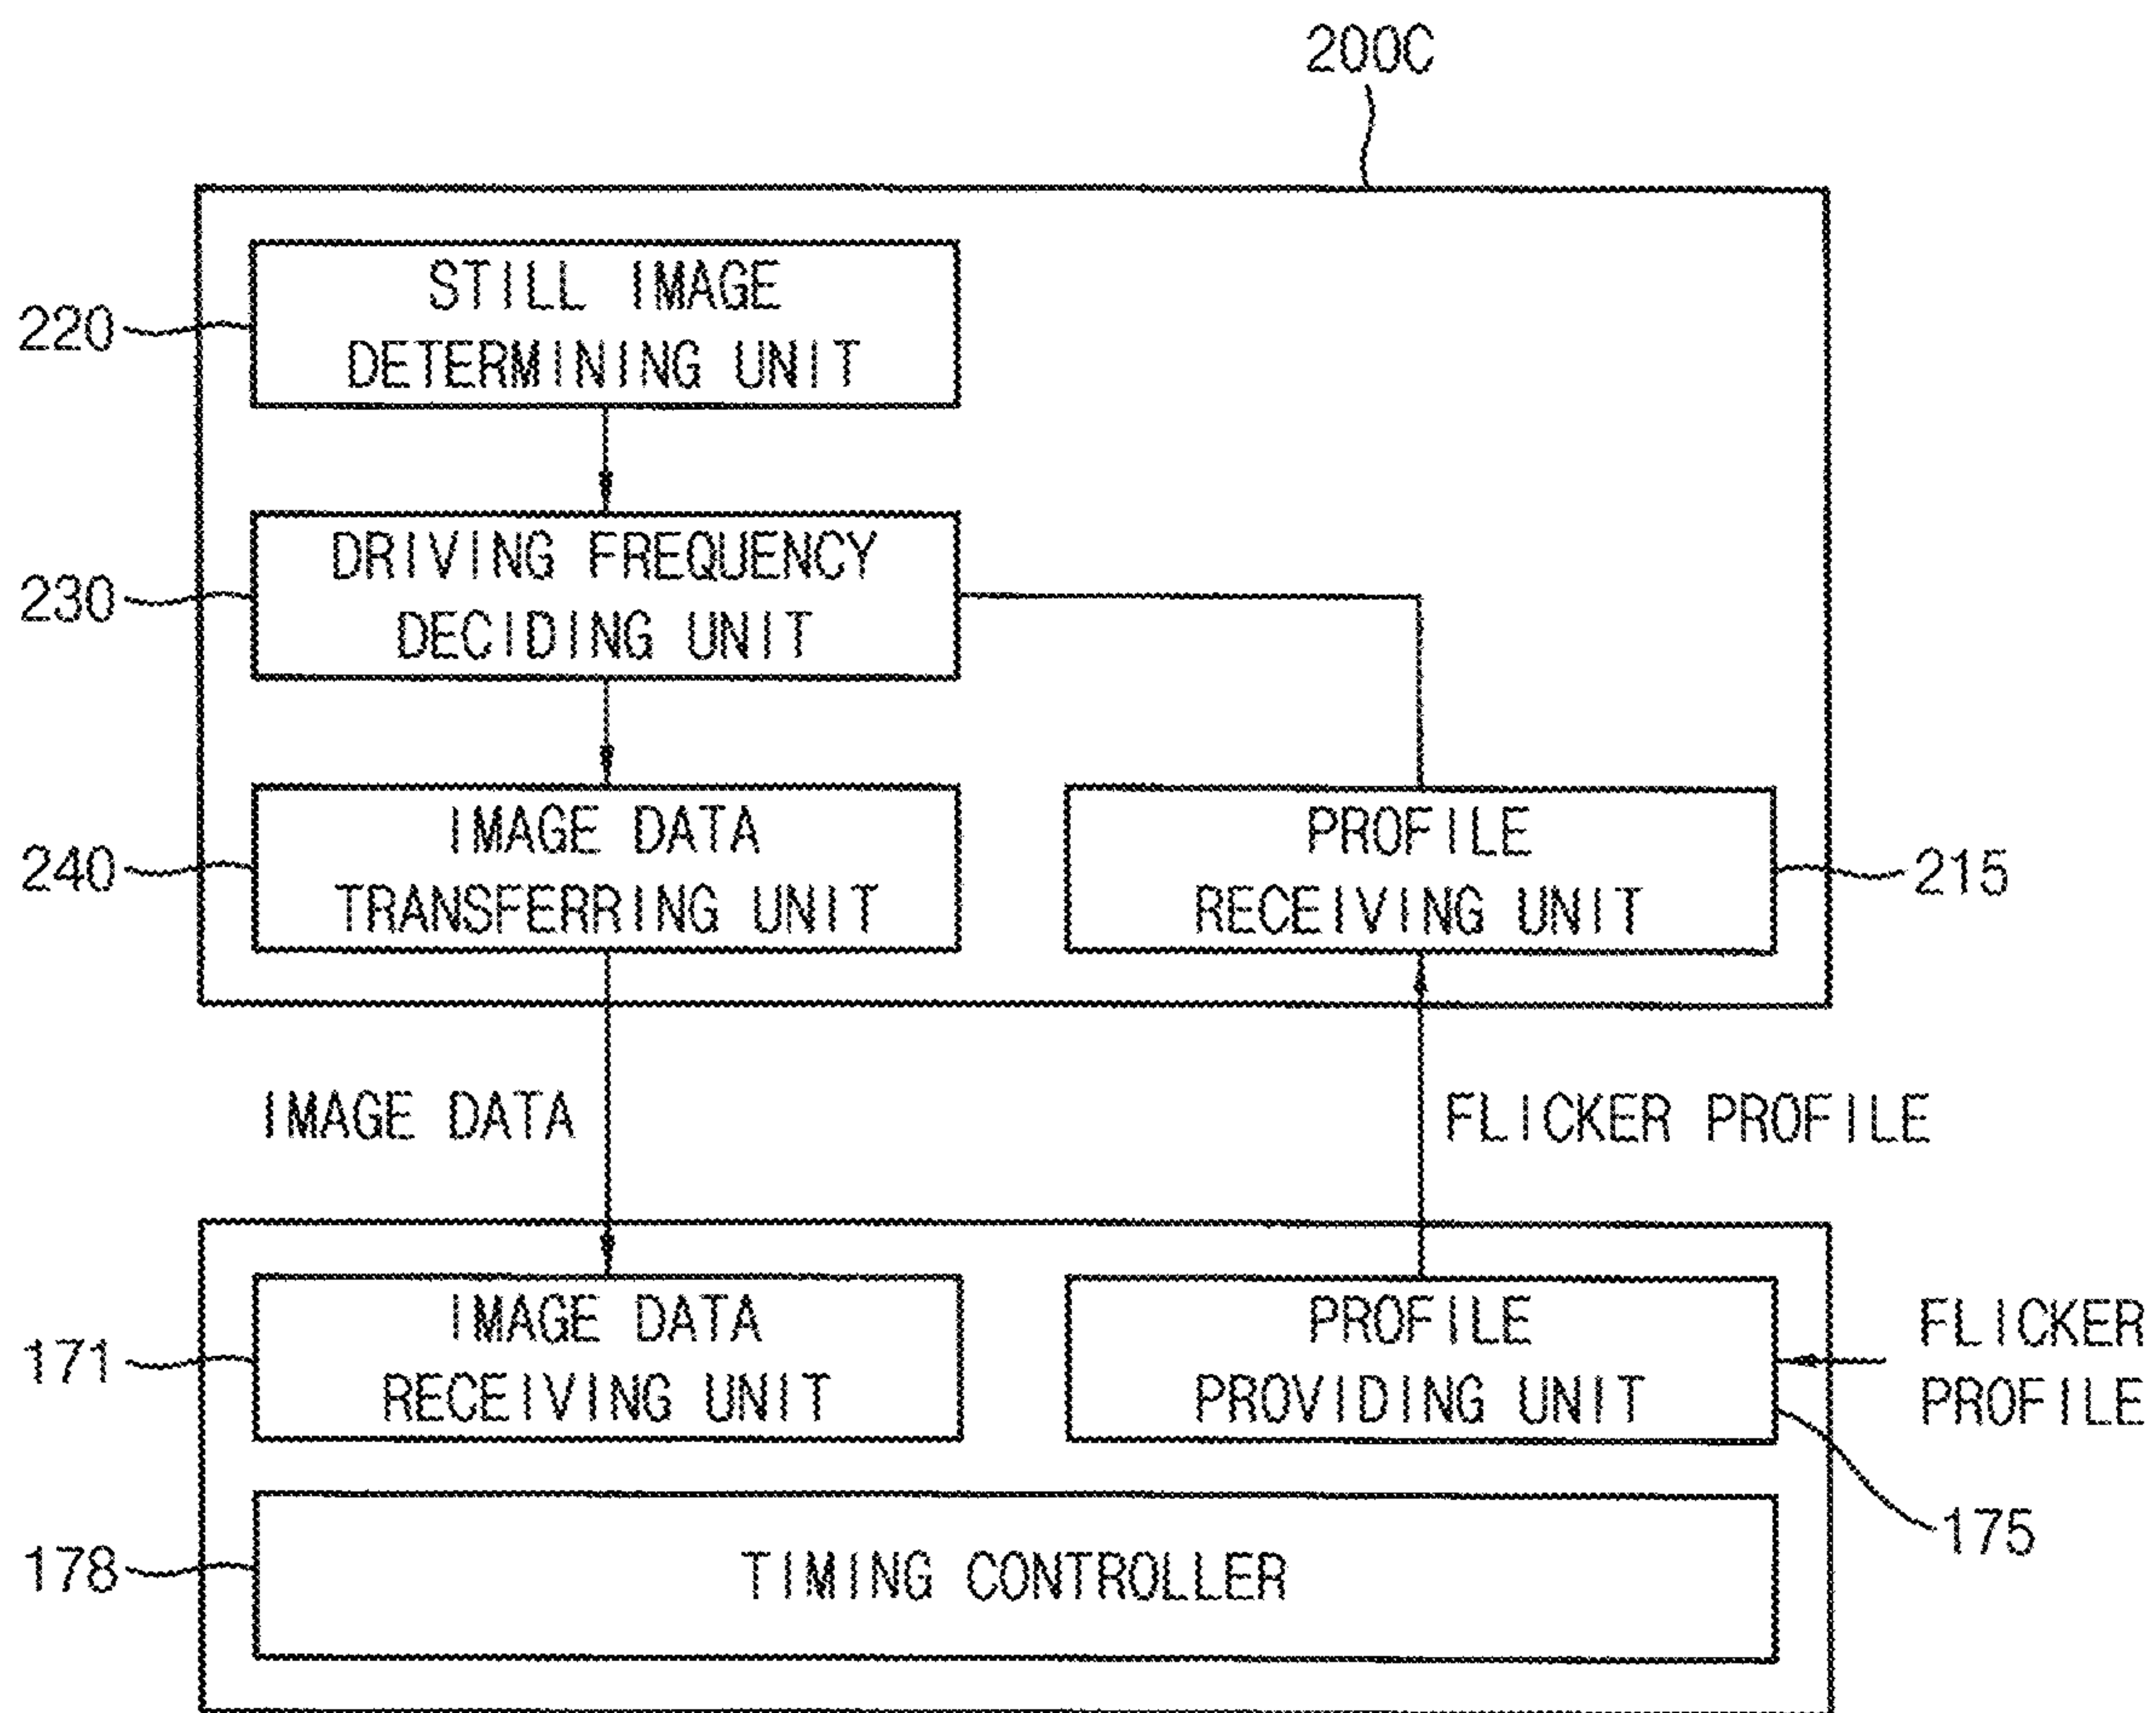 200C
STILL IMAGE
DETERMINING UNIT
220
DRIVING FREQUENCY
DECIDING UNIT
230
IMAGE DATA
TRANSFERRING UNIT
240
PROFILE
RECEIVING UNIT
215
IMAGE DATA
FLICKER PROFILE
IMAGE DATA
RECEIVING UNIT
171
PROFILE
PROVIDING UNIT
FLICKER
PROFILE
175
178
TIMING CONTROLLER